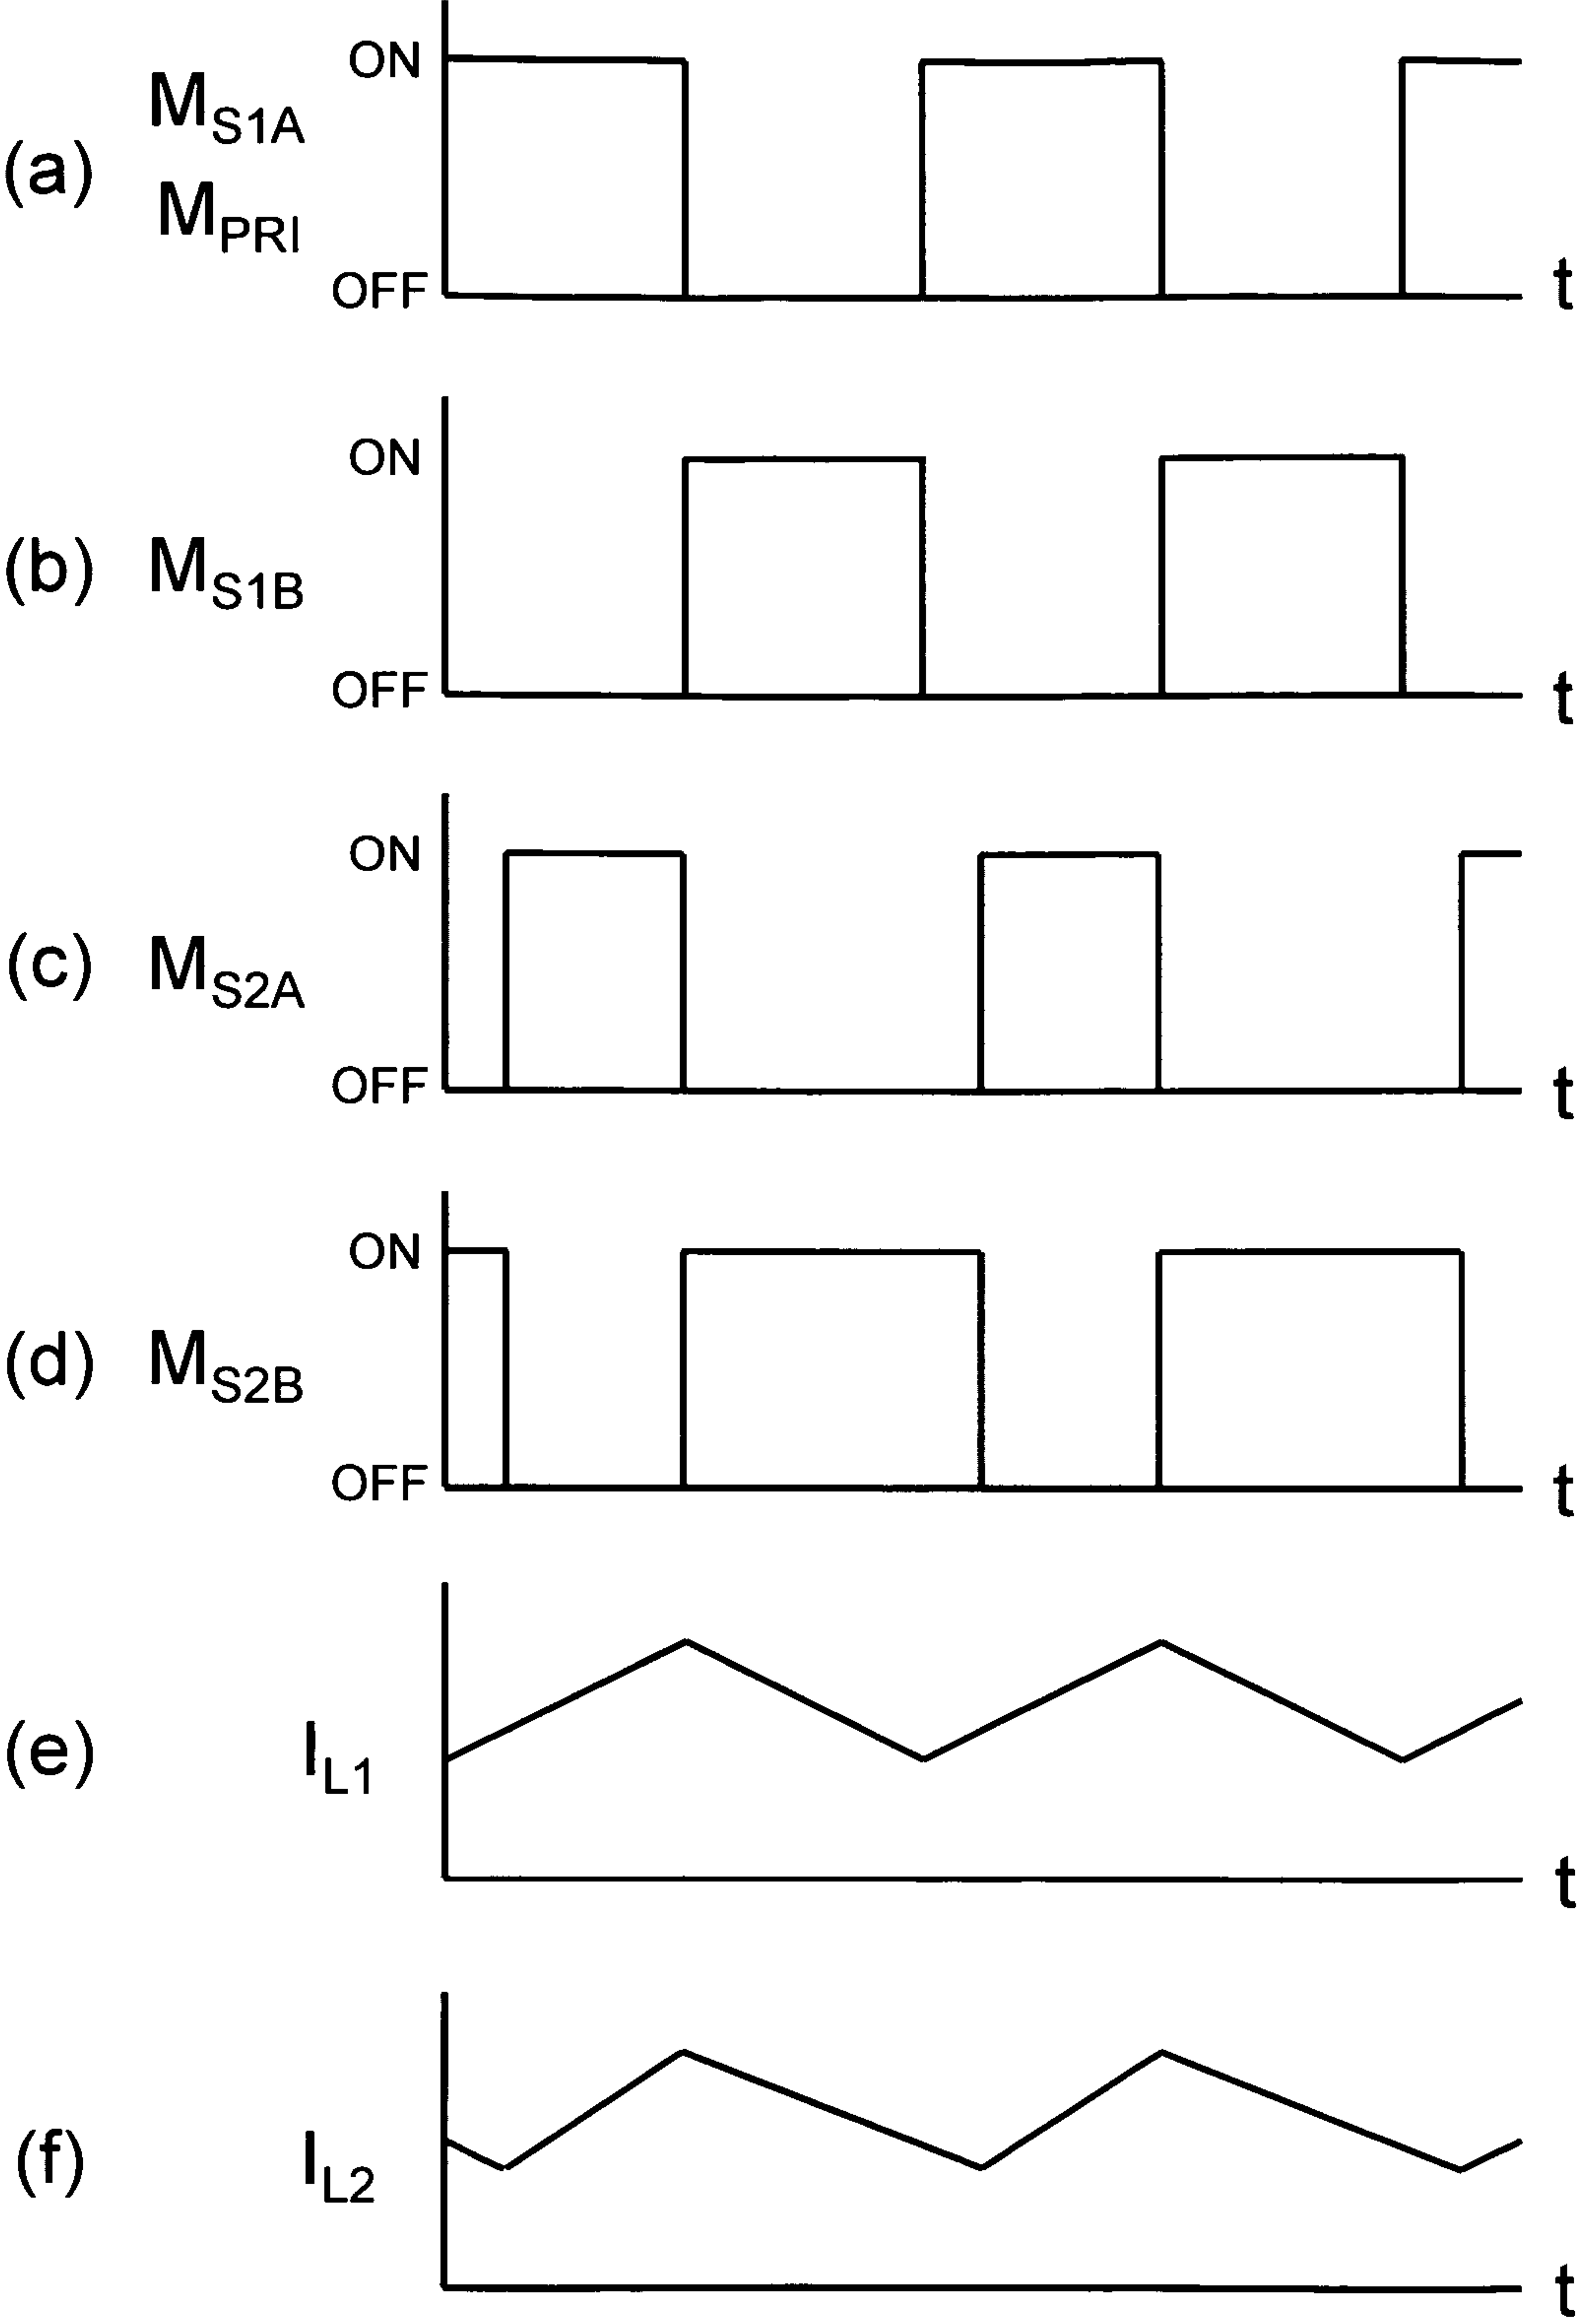 ON
M_S1A
(a)
M_PRI
OFF
t
ON
(b) M_S1B
OFF
t
ON
(c) M_S2A
OFF
t
ON
(d) M_S2B
OFF
t
(e) I_L1
t
(f) I_L2
t